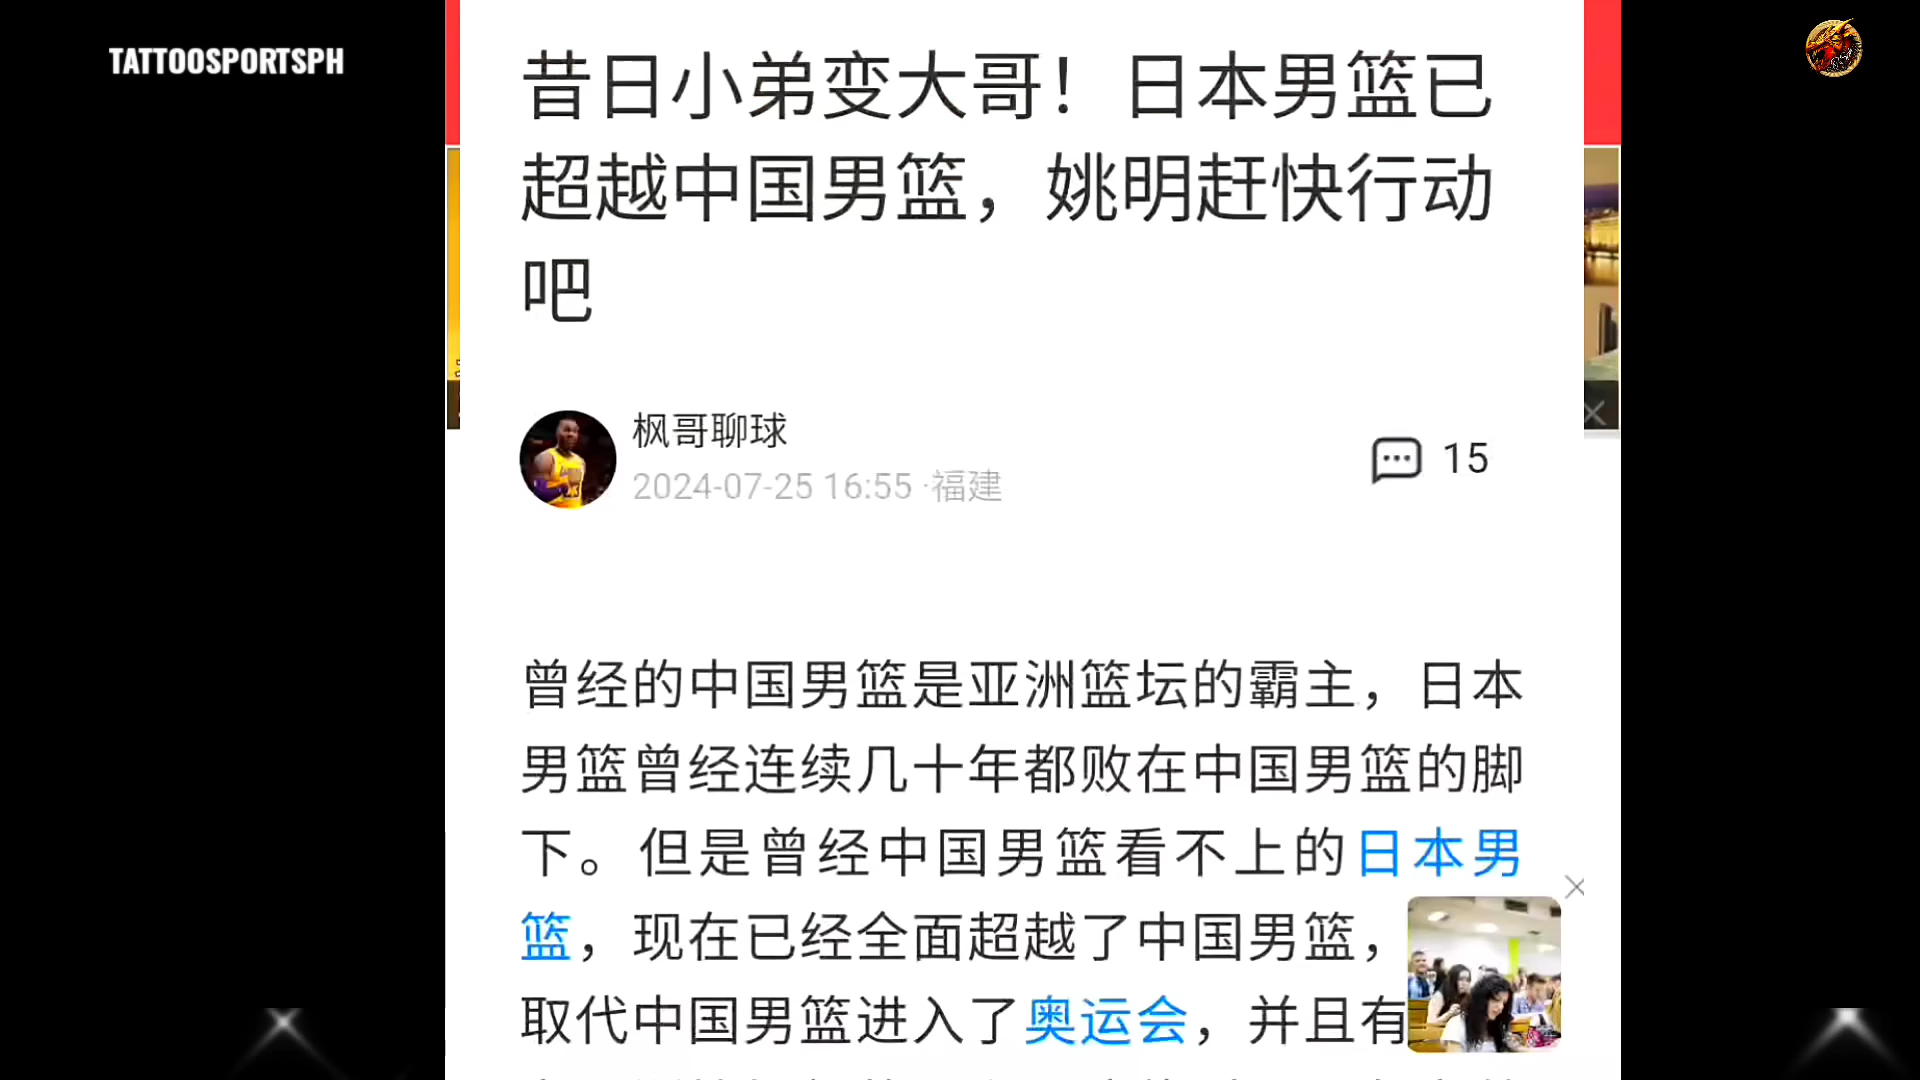 TATTOOSPORTSPH
昔日小弟变大哥！日本男篮已
超越中国男篮，姚明赶快行动
吧
枫哥聊球
2024-07-25 16:55 ·福建
15
曾经的中国男篮是亚洲篮坛的霸主，日本
男篮曾经连续几十年都败在中国男篮的脚
下。但是曾经中国男篮看不上的日本男
篮，现在已经全面超越了中国男篮，
取代中国男篮进入了奥运会，并且有